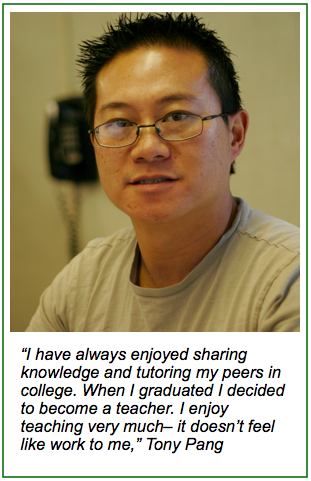 “I have always enjoyed sharing
knowledge and tutoring my peers in
college. When I graduated I decided
to become a teacher. I enjoy
teaching very much– it doesn’t feel
like work to me,” Tony Pang